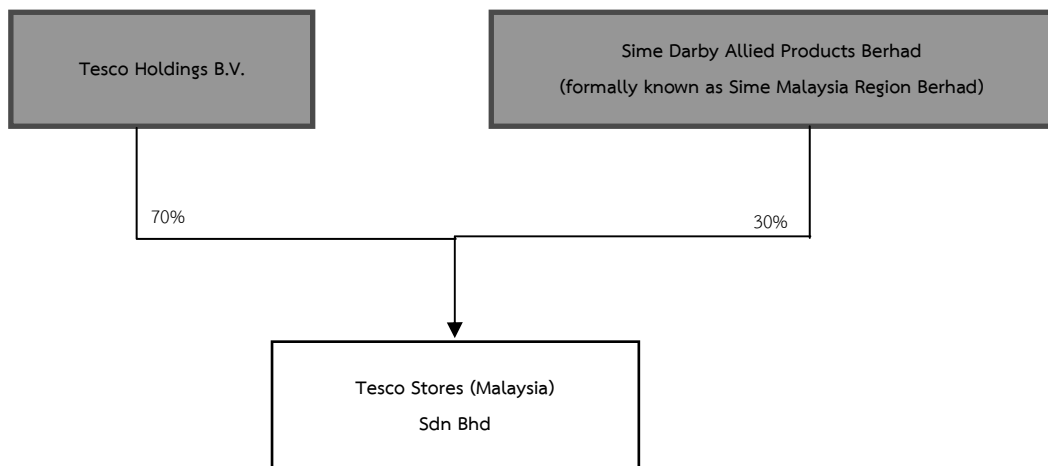 Tesco Holdings B.V.
Sime Darby Allied Products Berhad
(formally known as Sime Malaysia Region Berhad)
70%
30%
Tesco Stores (Malaysia)
Sdn Bhd